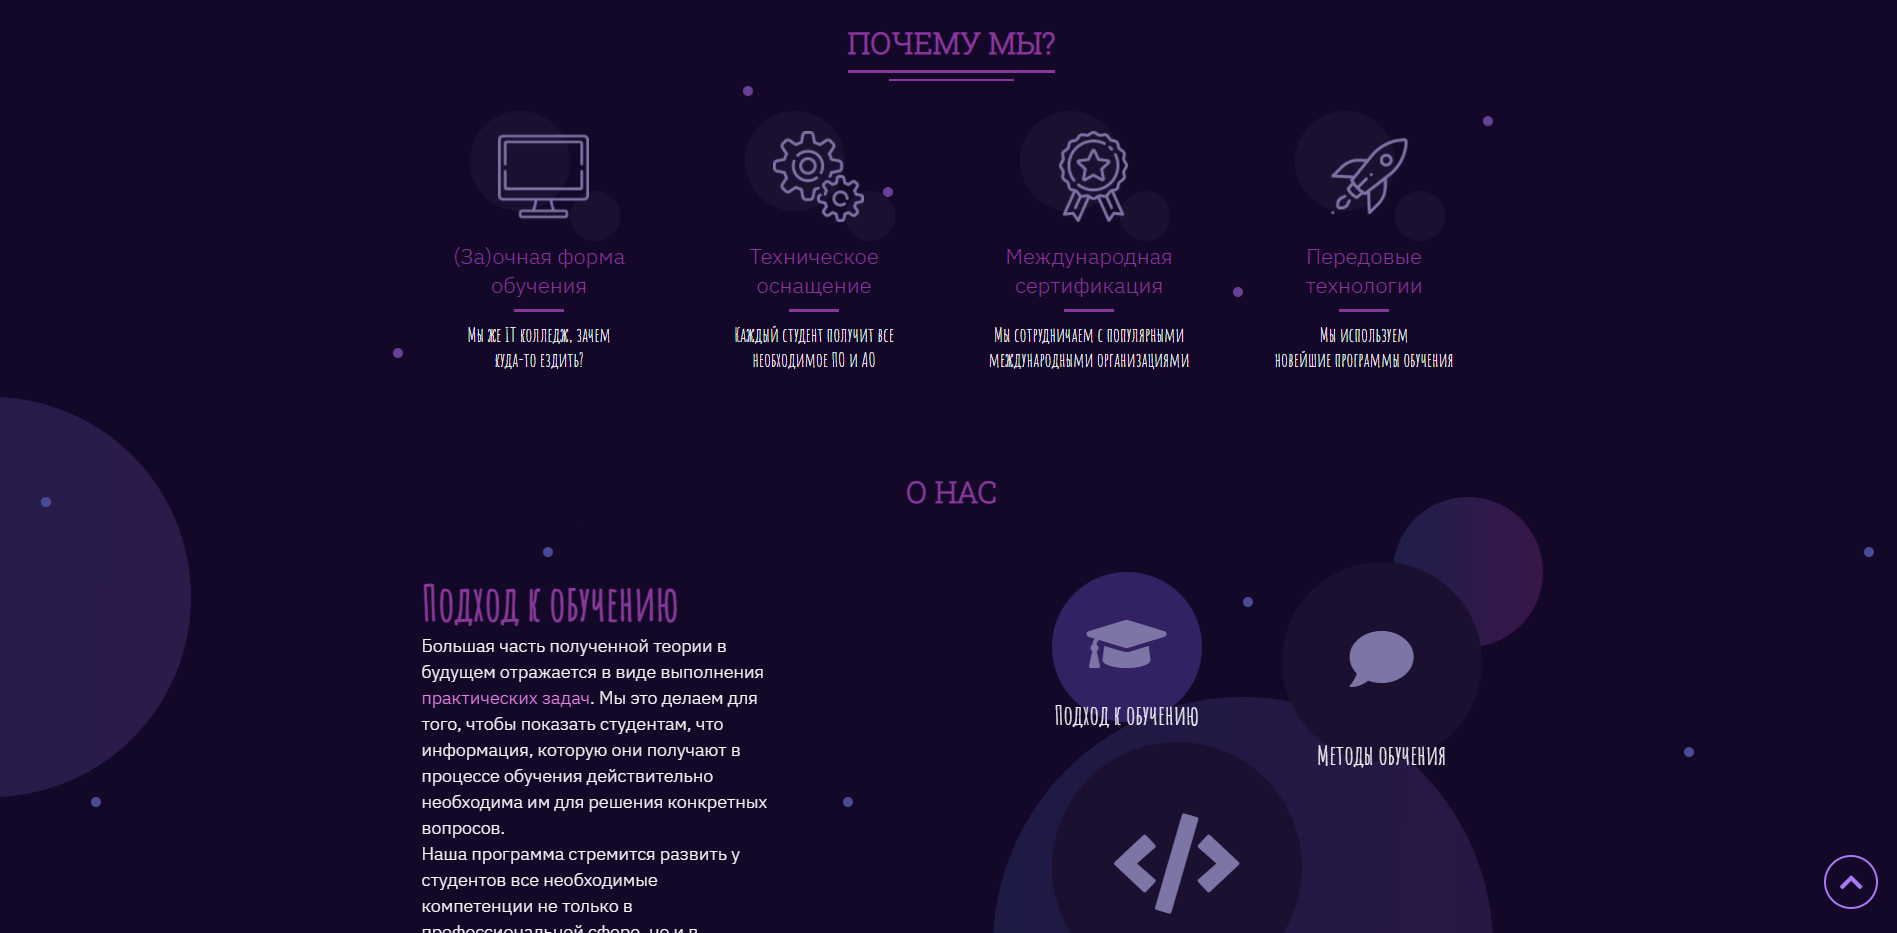 ПОЧЕМУ МЫ?
(За)очная форма
обучения
Мы же IT колледж, зачем
куда-то ездить?
Техническое
оснащение
Каждый студент получит все
необходимое ПО и АО
Международная
сертификация
Мы сотрудничаем с популярными
международными организациями
Передовые
технологии
Мы используем
новейшие программы обучения
О НАС
Подход к обучению
Большая часть полученной теории в
будущем отражается в виде выполнения
практических задач. Мы это делаем для
того, чтобы показать студентам, что
информация, которую они получают в
процессе обучения действительно
необходима им для решения конкретных
вопросов.
Наша программа стремится развить у
студентов все необходимые
компетенции не только в
профессиональной сфере, но и в
Подход к обучению
Методы обучения